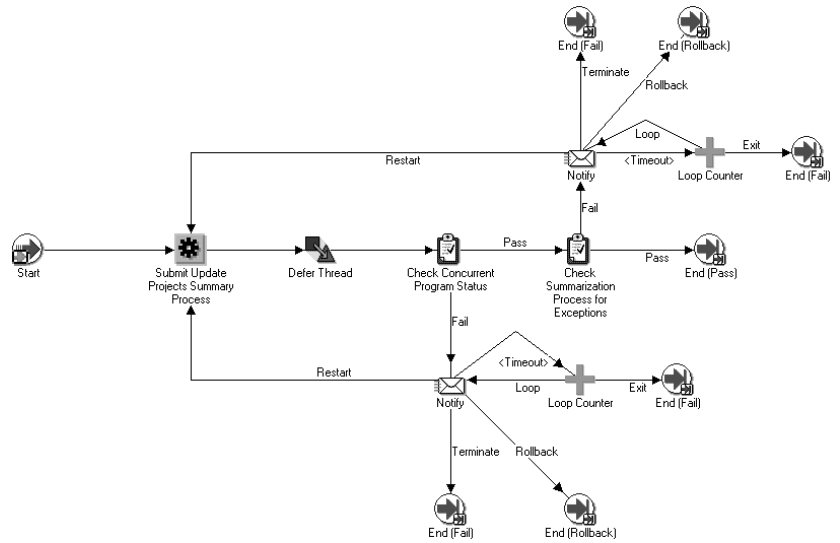 End (Fail)
End (Rollback)
Terminate
Rollback
Loop
Exit
Restart
<Timeout>
Notify
Loop Counter
End (Fail)
Fail
Pass
Pass
Start
Submit Update
Projects Summary
Process
Defer Thread
Check Concurrent
Program Status
Check
Summarization
Process for
Exceptions
End (Pass)
Fail
<Timeout>
Restart
Loop
Exit
Notify
Loop Counter
End (Fail)
Terminate
Rollback
End (Fail)
End (Rollback)